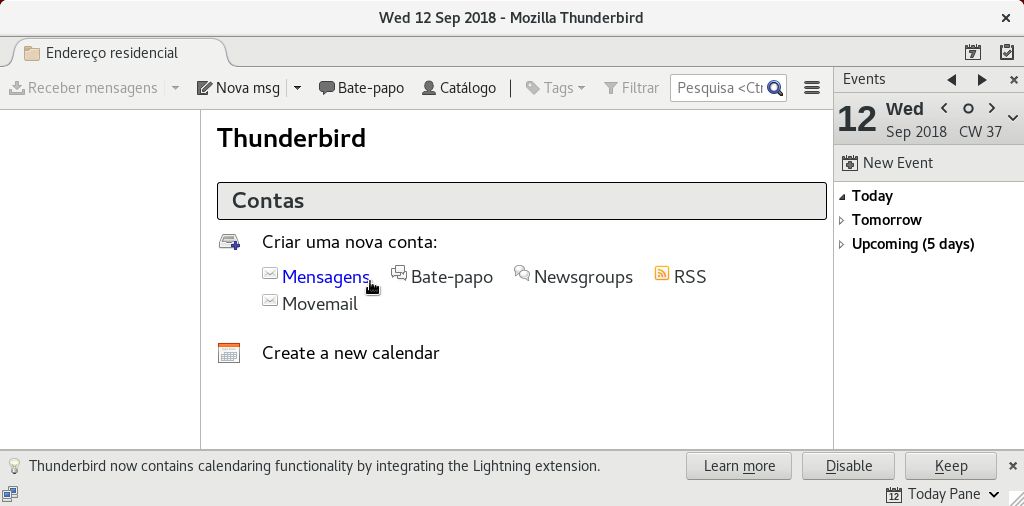 Wed 12 Sep 2018 - Mozilla Thunderbird
Endereço residencial
7
Receber mensagens Nova msg Bate-papo Catálogo Tags Filtrar Pesquisa <Ctr
Thunderbird
Contas
Criar uma nova conta:
Mensagens Bate-papo Newsgroups RSS
Movemail
Create a new calendar
Events
12 Wed
Sep 2018 CW 37
New Event
Today
Tomorrow
Upcoming (5 days)
Thunderbird now contains calendaring functionality by integrating the Lightning extension. Learn more Disable Keep
12 Today Pane